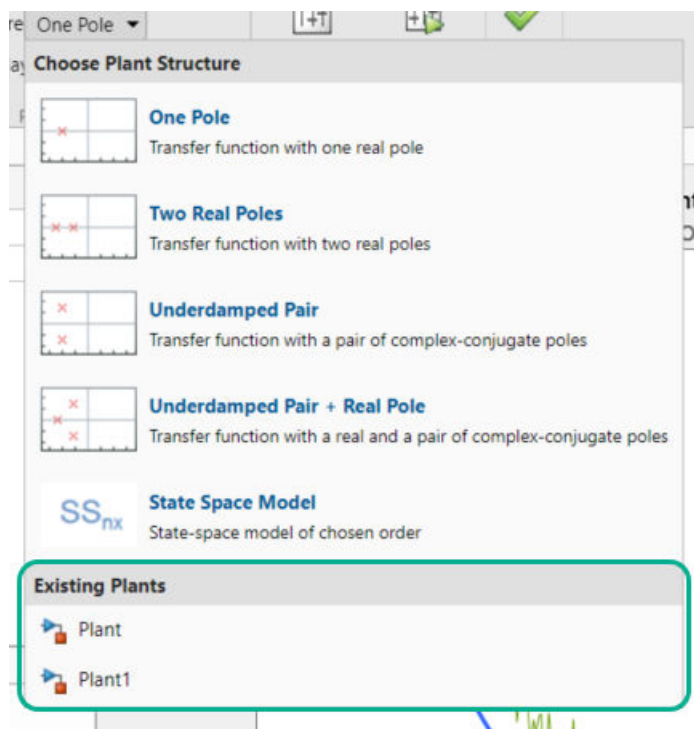 re One Pole
Choose Plant Structure
One Pole
Transfer function with one real pole
Two Real Poles
Transfer function with two real poles
Underdamped Pair
Transfer function with a pair of complex-conjugate poles
Underdamped Pair + Real Pole
Transfer function with a real and a pair of complex-conjugate poles
SSnx
State Space Model
State-space model of chosen order
Existing Plants
Plant
Plant1